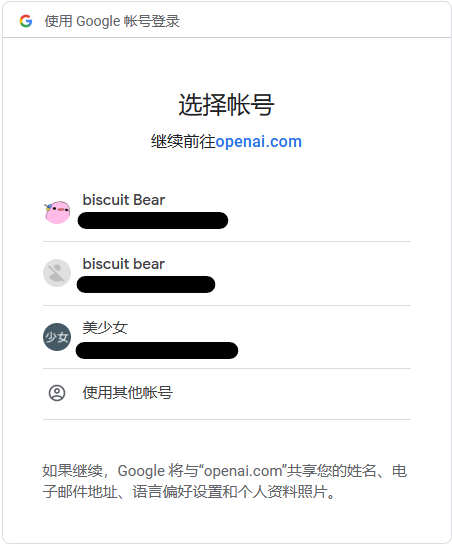 使用 Google 帐号登录
选择帐号
继续前往openai.com
biscuit Bear
biscuit bear
少女
美少女
使用其他帐号
如果继续，Google 将与“openai.com”共享您的姓名、电
子邮件地址、语言偏好设置和个人资料照片。